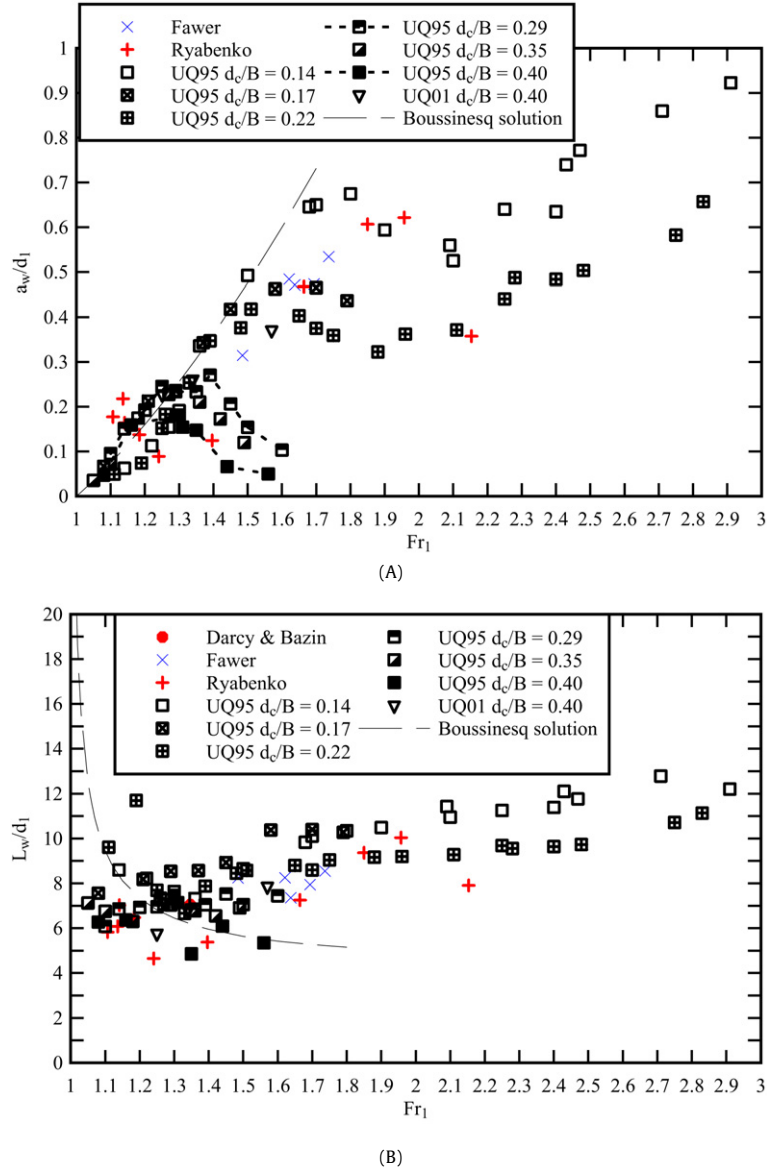 Fawer
Ryabenko
UQ95 dc/B = 0.14
UQ95 dc/B = 0.17
UQ95 dc/B = 0.22
UQ95 dc/B = 0.29
UQ95 dc/B = 0.35
UQ95 dc/B = 0.40
UQ01 dc/B = 0.40
Boussinesq solution
aw/d1
1
0.9
0.8
0.7
0.6
0.5
0.4
0.3
0.2
0.1
0
1 1.1 1.2 1.3 1.4 1.5 1.6 1.7 1.8 1.9 2 2.1 2.2 2.3 2.4 2.5 2.6 2.7 2.8 2.9 3
Fr1
(A)
Darcy & Bazin
Fawer
Ryabenko
UQ95 dc/B = 0.14
UQ95 dc/B = 0.17
UQ95 dc/B = 0.22
UQ95 dc/B = 0.29
UQ95 dc/B = 0.35
UQ95 dc/B = 0.40
UQ01 dc/B = 0.40
Boussinesq solution
Lw/d1
20
18
16
14
12
10
8
6
4
2
0
1 1.1 1.2 1.3 1.4 1.5 1.6 1.7 1.8 1.9 2 2.1 2.2 2.3 2.4 2.5 2.6 2.7 2.8 2.9 3
Fr1
(B)